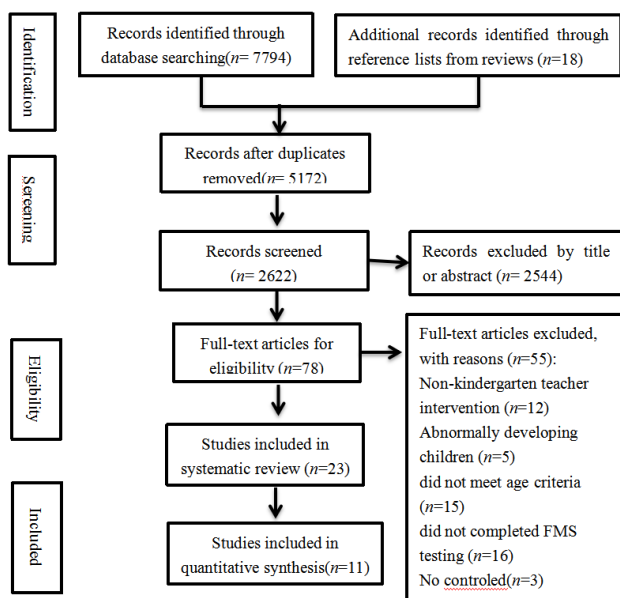 Identification
Records identified through
database searching(n= 7794)
Additional records identified through
reference lists from reviews (n=18)
Records after duplicates
removed(n= 5172)
Screening
Records screened
(n = 2622)
Records excluded by title
or abstract (n = 2544)
Full-text articles for
eligibility (n=78)
Full-text articles excluded,
with reasons (n=55):
Non-kindergarten teacher
intervention (n=12)
Abnormally developing
children (n=5)
did not meet age criteria
(n=15)
did not completed FMS
testing (n=16)
No controled(n=3)
Eligibility
Studies included in
systematic review (n=23)
Included
Studies included in
quantitative synthesis(n=11)